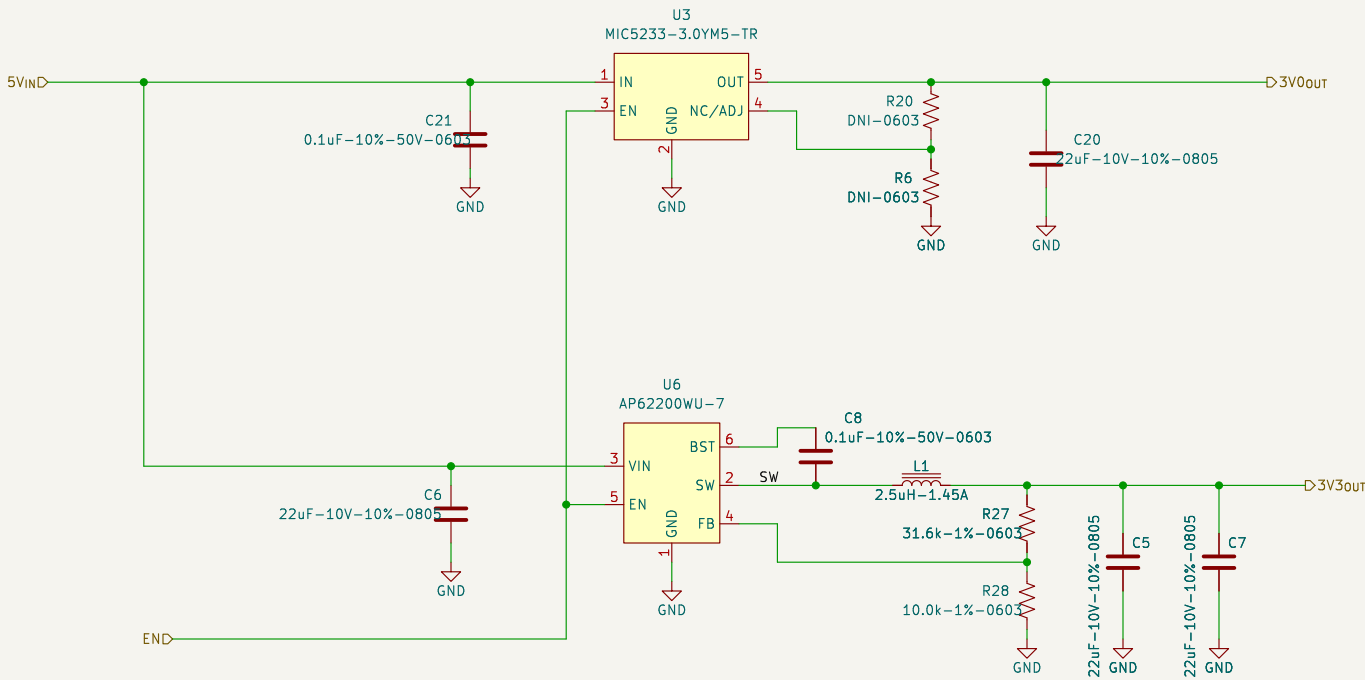 U3
MIC5233-3.0YM5-TR
5VIN
1
IN
OUT
5
3V0OUT
3
EN
NC/ADJ
4
GND
2
GND
C21
0.1uF-10%-50V-0603
GND
R20
DNI-0603
R6
DNI-0603
GND
C20
22uF-10V-10%-0805
GND
U6
AP62200WU-7
BST
6
3
VIN
SW
2
SW
5
EN
FB
4
GND
1
GND
C8
0.1uF-10%-50V-0603
L1
2.5uH-1.45A
3V3OUT
C6
22uF-10V-10%-0805
GND
R27
31.6k-1%-0603
R28
10.0k-1%-0603
GND
C5
22uF-10V-10%-0805
GND
C7
22uF-10V-10%-0805
GND
EN